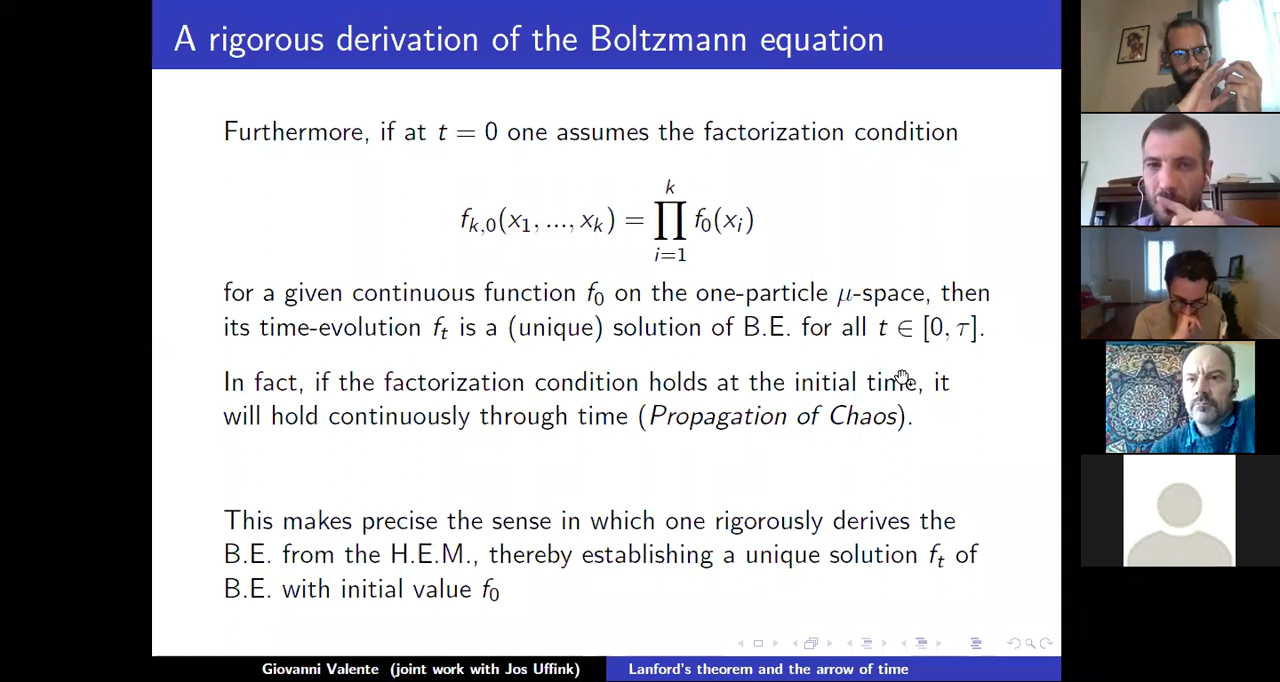 A rigorous derivation of the Boltzmann equation
Furthermore, if at t = 0 one assumes the factorization condition
k
f_{k,0}(x_1, ..., x_k) = ∏ f_0(x_i)
i=1
for a given continuous function f_0 on the one-particle μ-space, then
its time-evolution f_t is a (unique) solution of B.E. for all t ∈ [0, τ].
In fact, if the factorization condition holds at the initial time, it
will hold continuously through time (Propagation of Chaos).
This makes precise the sense in which one rigorously derives the
B.E. from the H.E.M., thereby establishing a unique solution f_t of
B.E. with initial value f_0
Giovanni Valente (joint work with Jos Uffink)
Lanford's theorem and the arrow of time